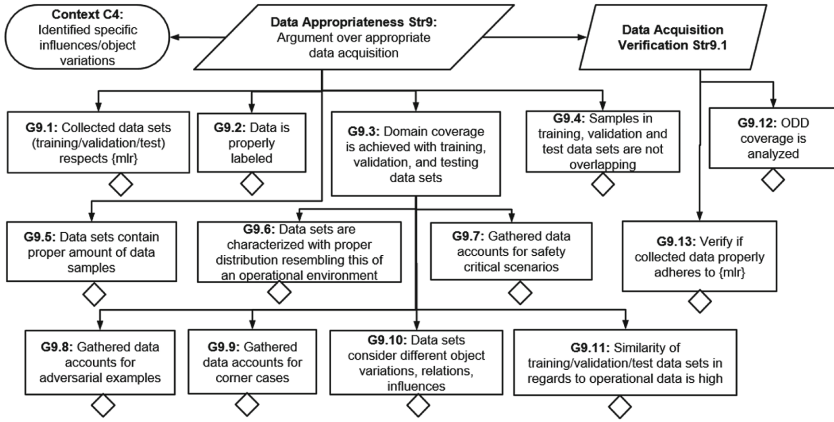 Context C4:
Identified specific
influences/object
variations
Data Appropriateness Str9:
Argument over appropriate
data acquisition
Data Acquisition
Verification Str9.1
G9.1: Collected data sets
(training/validation/test)
respects {mlr}
G9.2: Data is
properly
labeled
G9.3: Domain coverage
is achieved with training,
validation, and testing
data sets
G9.4: Samples in
training, validation and
test data sets are not
overlapping
G9.12: ODD
coverage is
analyzed
G9.5: Data sets contain
proper amount of data
samples
G9.6: Data sets are
characterized with proper
distribution resembling this of
an operational environment
G9.7: Gathered data
accounts for safety
critical scenarios
G9.13: Verify if
collected data properly
adheres to {mlr}
G9.8: Gathered data
accounts for
adversarial examples
G9.9: Gathered
data accounts for
corner cases
G9.10: Data sets
consider different object
variations, relations,
influences
G9.11: Similarity of
training/validation/test data sets in
regards to operational data is high